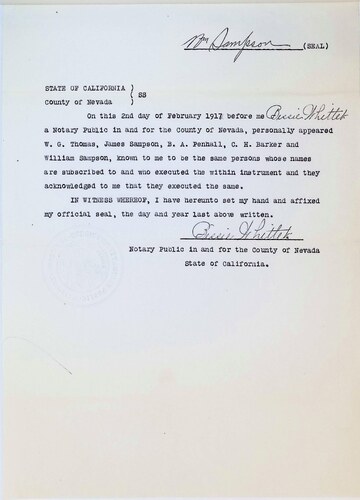 Wm Sampson (SEAL)
STATE OF CALIFORNIA }
County of Nevada } SS
On this 2nd day of February 1917 before me Bessie Whittek
a Notary Public in and for the County of Nevada, personally appeared
W. G. Thomas, James Sampson, B. A. Penhall, C. H. Barker and
William Sampson, known to me to be the same persons whose names
are subscribed to and who executed the within instrument and they
acknowledged to me that they executed the same.
IN WITNESS WHEREOF, I have hereunto set my hand and affixed
my official seal, the day and year last above written.
Bessie Whittek
Notary Public in and for the County of Nevada
State of California.